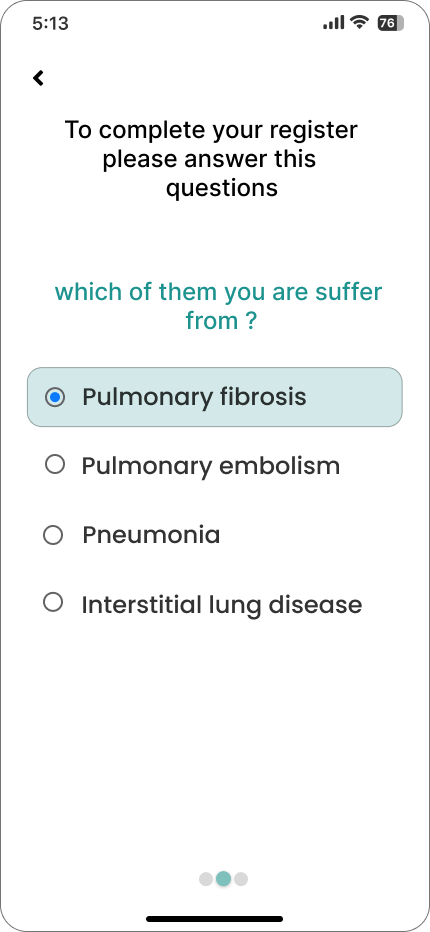 5:13
76
To complete your register
please answer this
questions
which of them you are suffer
from ?
Pulmonary fibrosis
Pulmonary embolism
Pneumonia
Interstitial lung disease